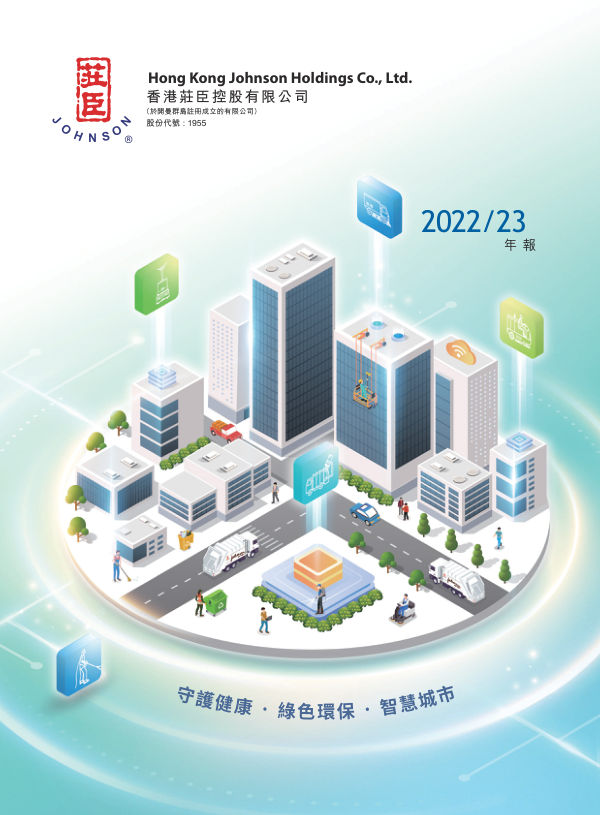 莊臣
JOHNSON
®
Hong Kong Johnson Holdings Co., Ltd.
香港莊臣控股有限公司
(於開曼群島註冊成立的有限公司)
股份代號 : 1955
2022/23
年報
守護健康 · 綠色環保 · 智慧城市